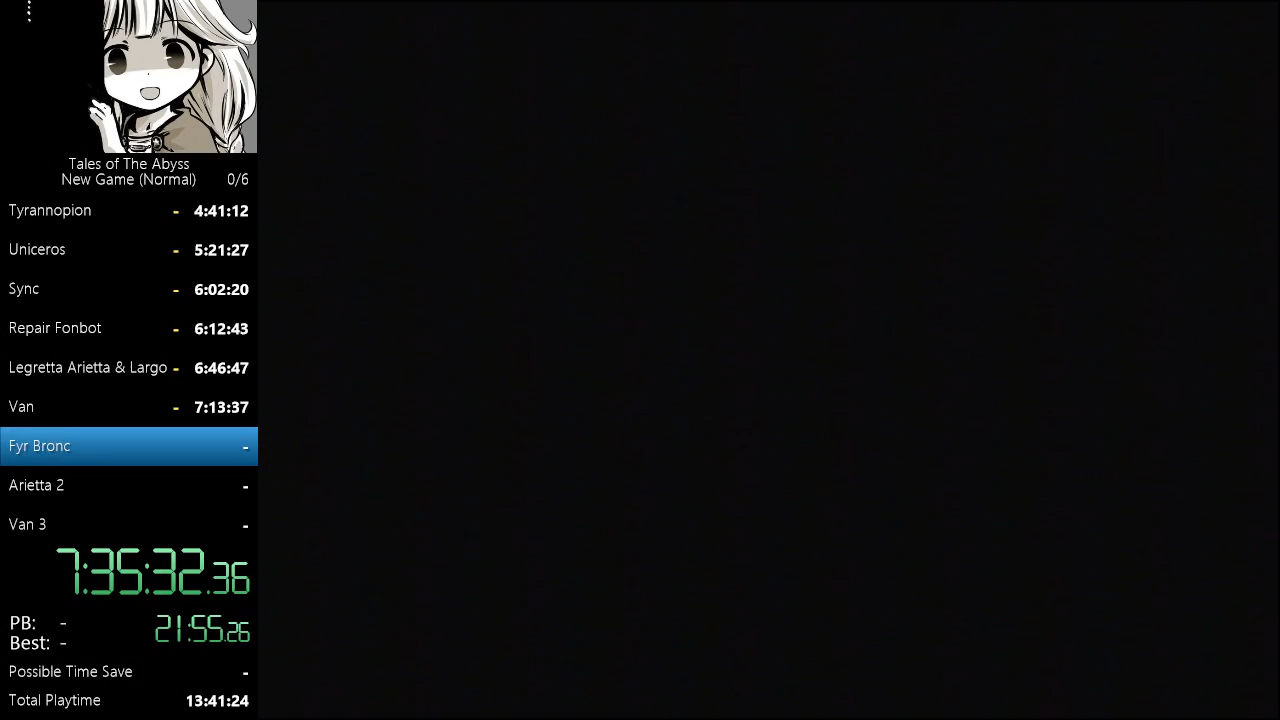 Tales of The Abyss
New Game (Normal) 0/6
Tyrannopion - 4:41:12
Uniceros - 5:21:27
Sync - 6:02:20
Repair Fonbot - 6:12:43
Legretta Arietta & Largo - 6:46:47
Van - 7:13:37
Fyr Bronc -
Arietta 2 -
Van 3 -
7:35:32.36
PB: - 21:55.26
Best: -
Possible Time Save -
Total Playtime 13:41:24